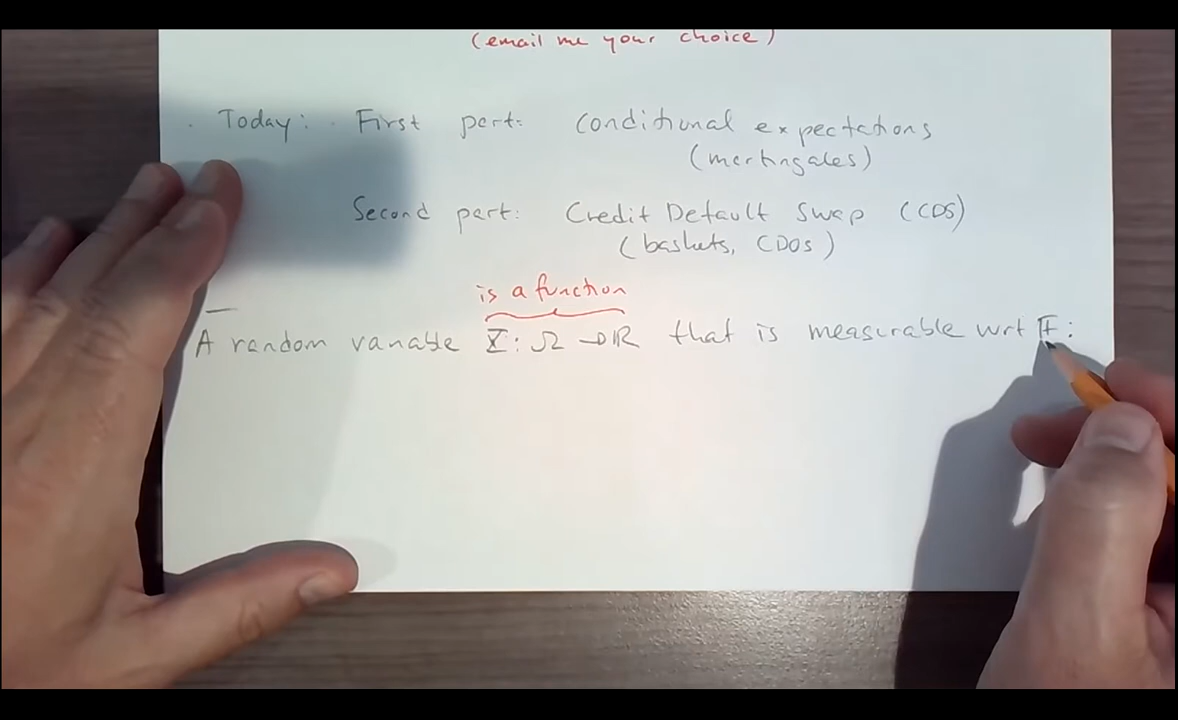 (email me your choice)
Today: First part: Conditional expectations
(martingales)
Second part: Credit Default Swap (CDS)
(baskets, CDOs)
is a function
A random variable X: Ω → ℝ that is measurable wrt F: